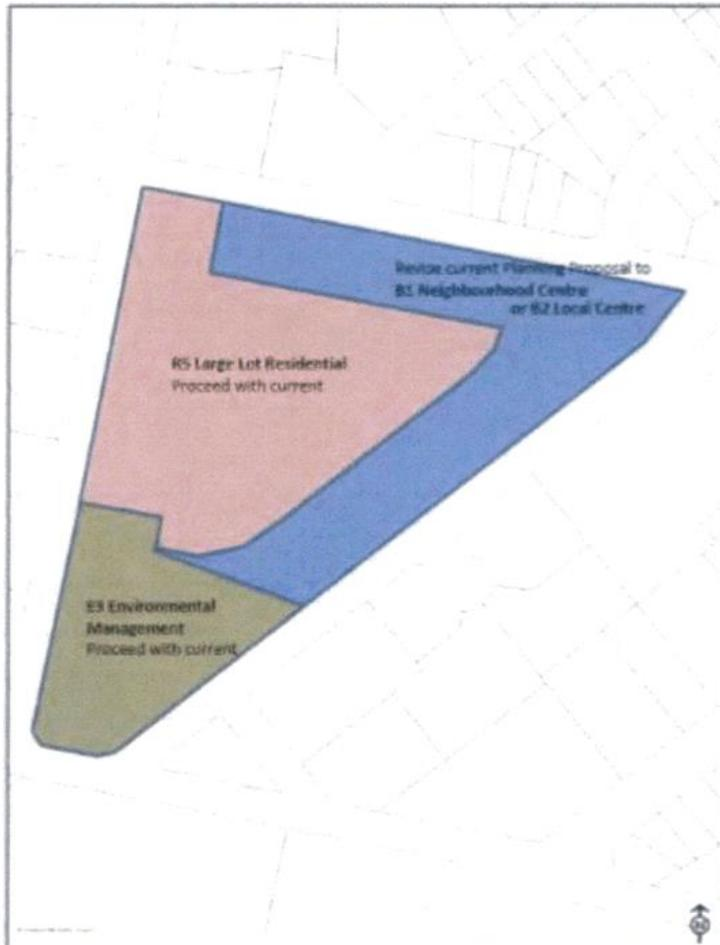 Revise current Planning Proposal to
B1 Neighbourhood Centre
or B2 Local Centre
R5 Large Lot Residential
Proceed with current
E3 Environmental
Management
Proceed with current